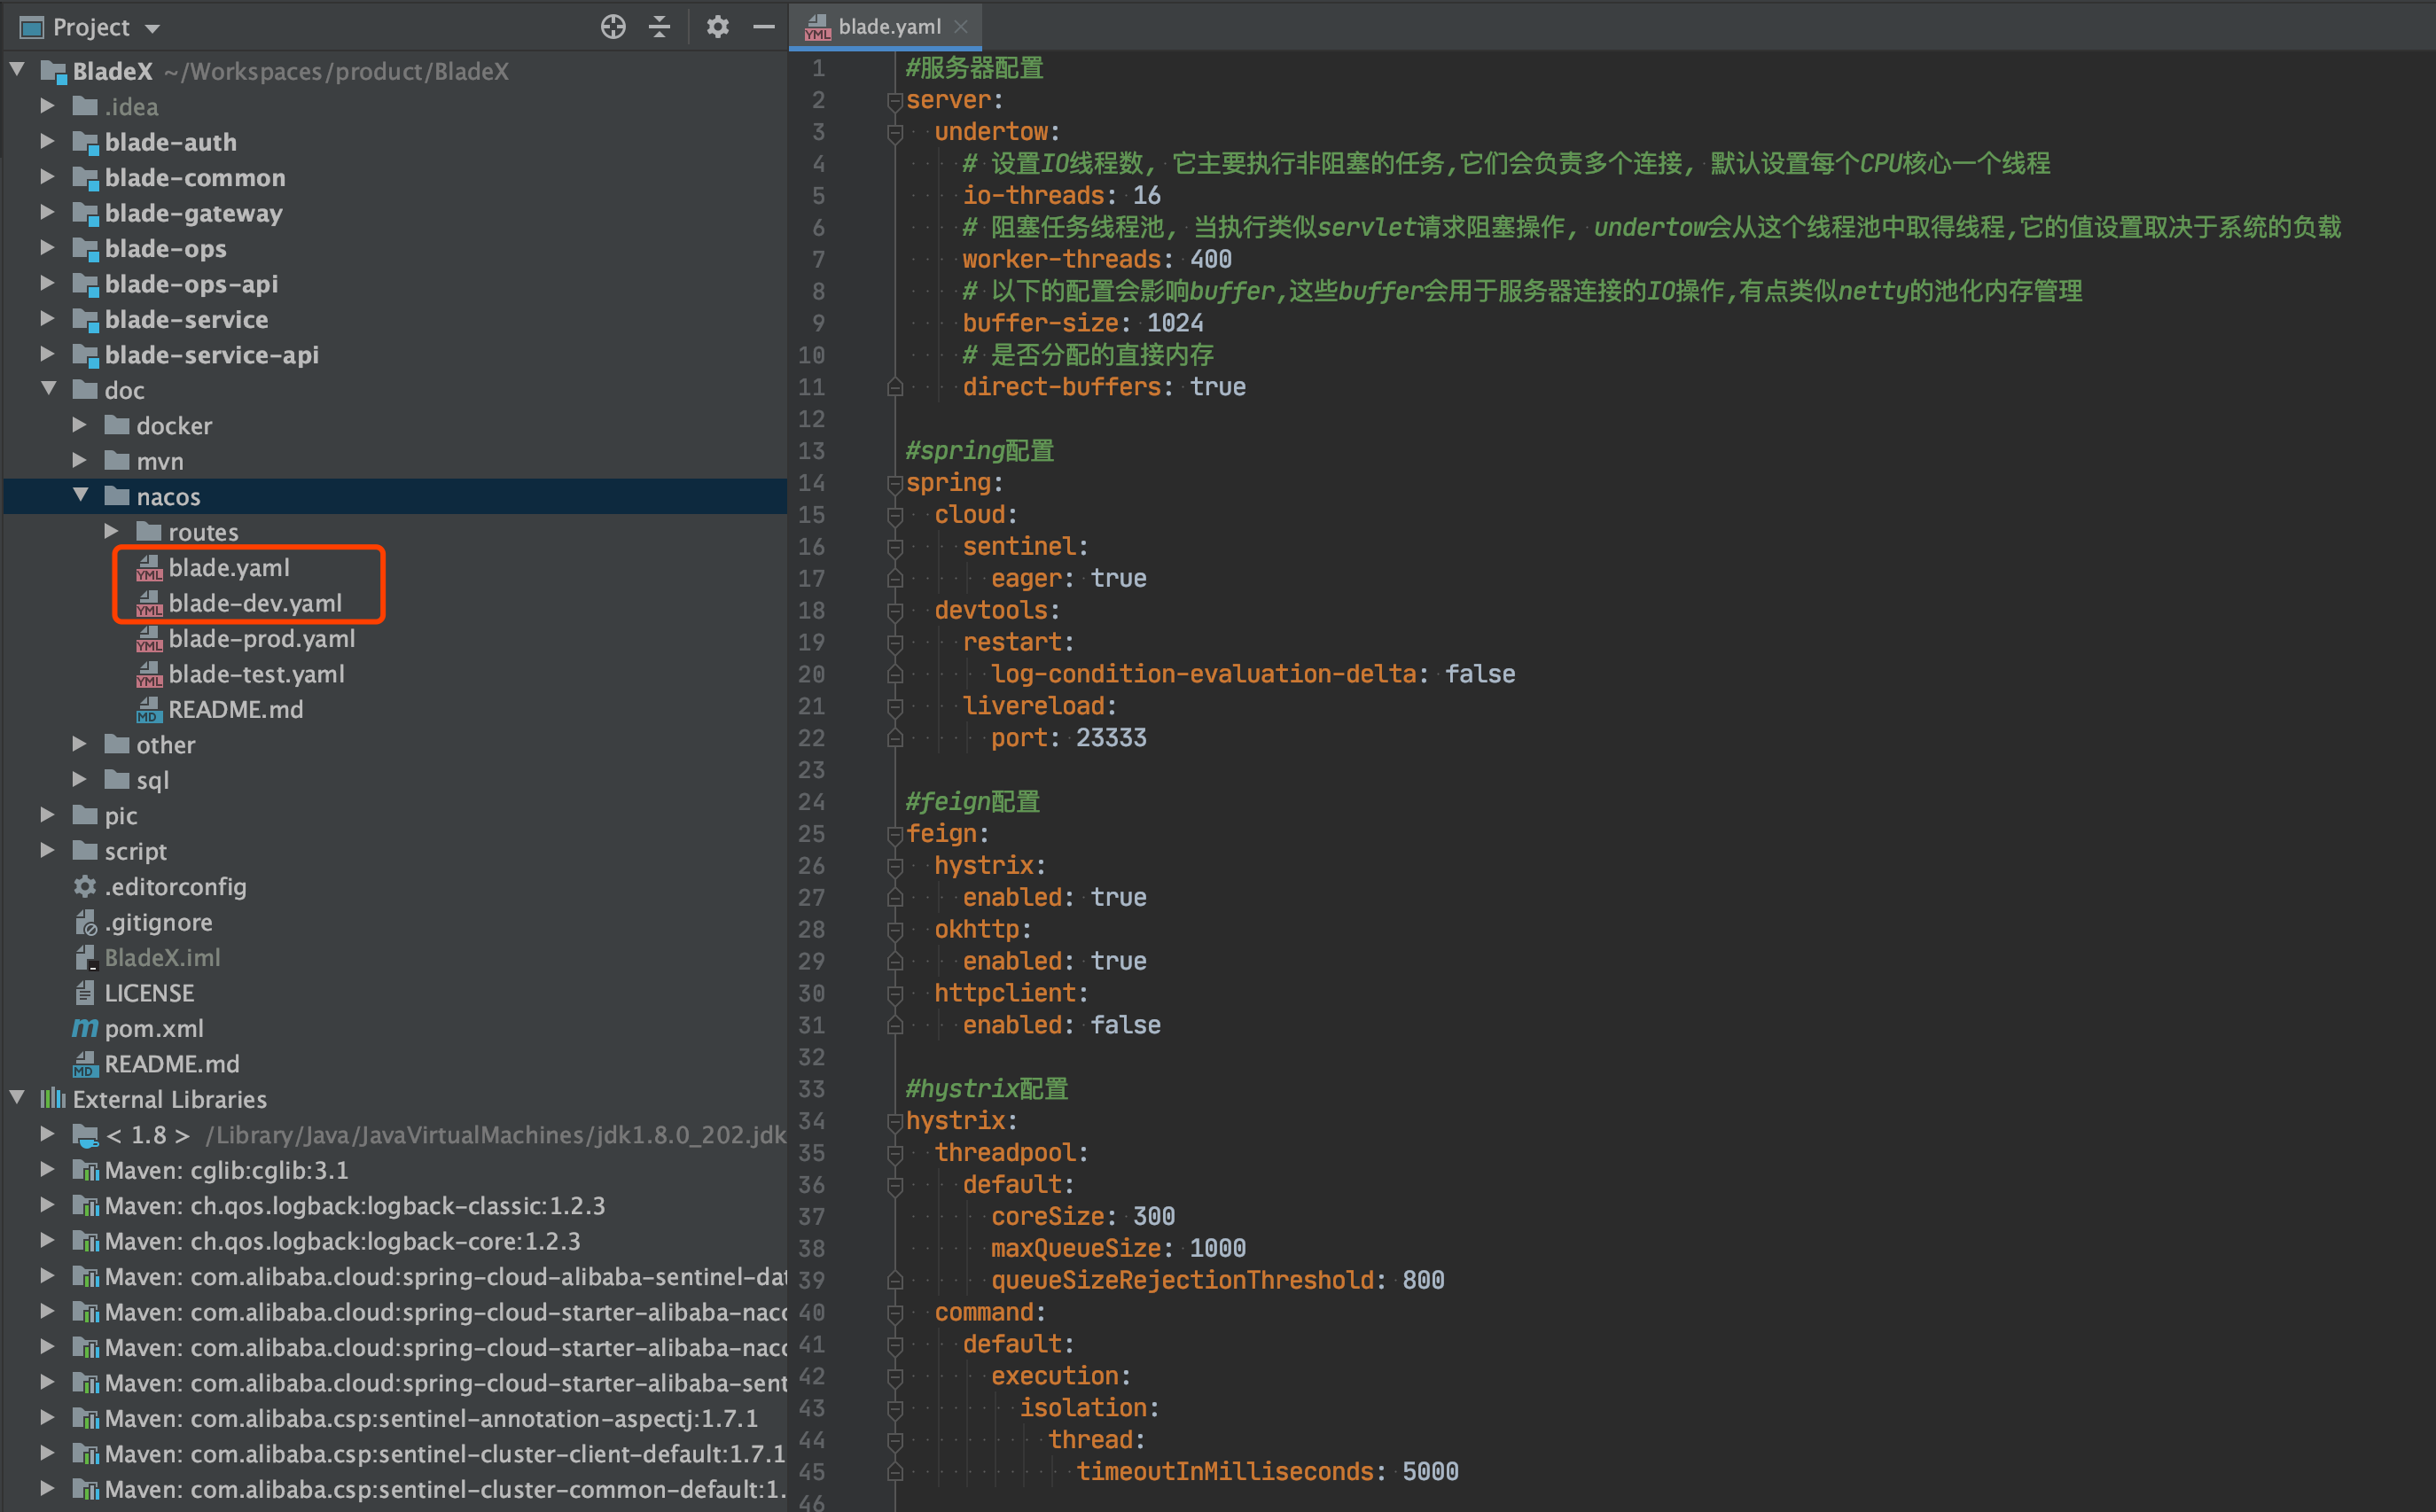 Project
BladeX ~/Workspaces/product/BladeX
.idea
blade-auth
blade-common
blade-gateway
blade-ops
blade-ops-api
blade-service
blade-service-api
doc
docker
mvn
nacos
routes
YML blade.yaml
YML blade-dev.yaml
YML blade-prod.yaml
YML blade-test.yaml
MD README.md
other
sql
pic
script
.editorconfig
.gitignore
BladeX.iml
LICENSE
m pom.xml
MD README.md
External Libraries
< 1.8 > /Library/Java/JavaVirtualMachines/jdk1.8.0_202.jdk
Maven: cglib:cglib:3.1
Maven: ch.qos.logback:logback-classic:1.2.3
Maven: ch.qos.logback:logback-core:1.2.3
Maven: com.alibaba.cloud:spring-cloud-alibaba-sentinel-dat
Maven: com.alibaba.cloud:spring-cloud-starter-alibaba-naco
Maven: com.alibaba.cloud:spring-cloud-starter-alibaba-naco
Maven: com.alibaba.cloud:spring-cloud-starter-alibaba-sent
Maven: com.alibaba.csp:sentinel-annotation-aspectj:1.7.1
Maven: com.alibaba.csp:sentinel-cluster-client-default:1.7.1
Maven: com.alibaba.csp:sentinel-cluster-common-default:1.
YML blade.yaml
1 #服务器配置
2 server:
3 undertow:
4 # 设置IO线程数, 它主要执行非阻塞的任务,它们会负责多个连接, 默认设置每个CPU核心一个线程
5 io-threads: 16
6 # 阻塞任务线程池, 当执行类似servlet请求阻塞操作, undertow会从这个线程池中取得线程,它的值设置取决于系统的负载
7 worker-threads: 400
8 # 以下的配置会影响buffer,这些buffer会用于服务器连接的IO操作,有点类似netty的池化内存管理
9 buffer-size: 1024
10 # 是否分配的直接内存
11 direct-buffers: true
12
13 #spring配置
14 spring:
15 cloud:
16 sentinel:
17 eager: true
18 devtools:
19 restart:
20 log-condition-evaluation-delta: false
21 livereload:
22 port: 23333
23
24 #feign配置
25 feign:
26 hystrix:
27 enabled: true
28 okhttp:
29 enabled: true
30 httpclient:
31 enabled: false
32
33 #hystrix配置
34 hystrix:
35 threadpool:
36 default:
37 coreSize: 300
38 maxQueueSize: 1000
39 queueSizeRejectionThreshold: 800
40 command:
41 default:
42 execution:
43 isolation:
44 thread:
45 timeoutInMilliseconds: 5000
46